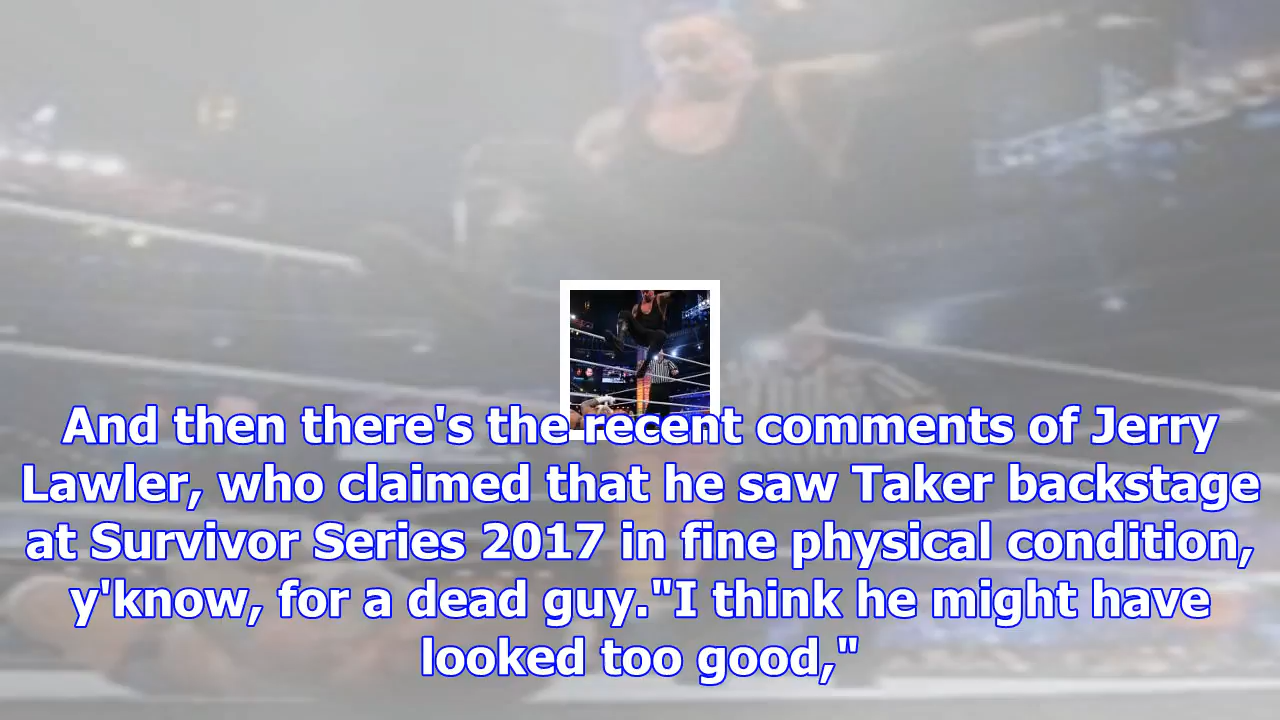 And then there's the recent comments of Jerry
Lawler, who claimed that he saw Taker backstage
at Survivor Series 2017 in fine physical condition,
y'know, for a dead guy."I think he might have
looked too good,"